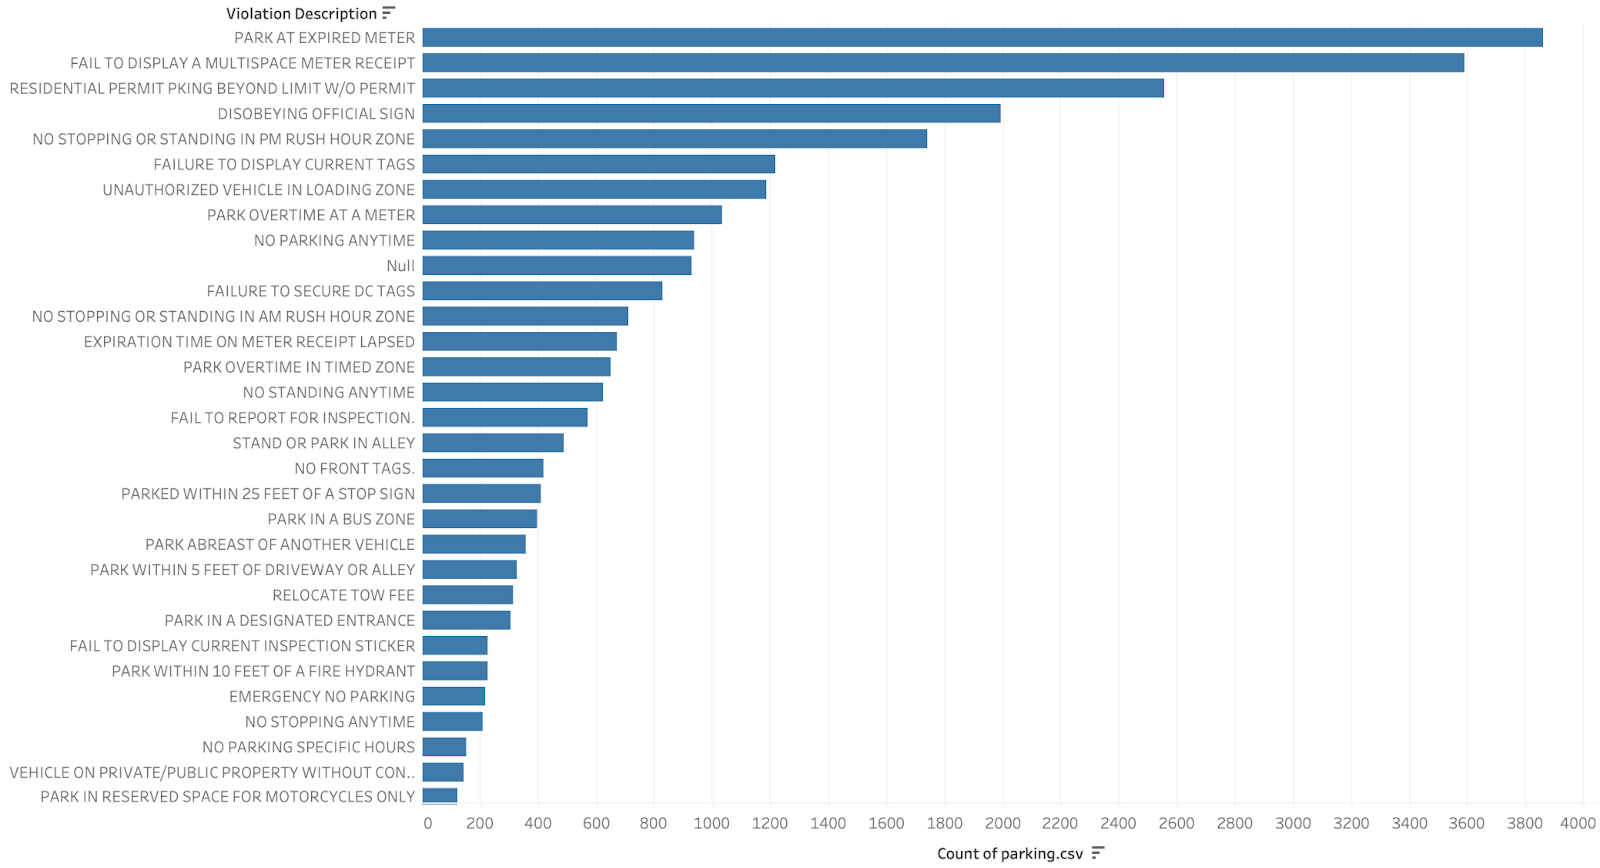 Violation Description
PARK AT EXPIRED METER
FAIL TO DISPLAY A MULTISPACE METER RECEIPT
RESIDENTIAL PERMIT PKING BEYOND LIMIT W/O PERMIT
DISOBEYING OFFICIAL SIGN
NO STOPPING OR STANDING IN PM RUSH HOUR ZONE
FAILURE TO DISPLAY CURRENT TAGS
UNAUTHORIZED VEHICLE IN LOADING ZONE
PARK OVERTIME AT A METER
NO PARKING ANYTIME
Null
FAILURE TO SECURE DC TAGS
NO STOPPING OR STANDING IN AM RUSH HOUR ZONE
EXPIRATION TIME ON METER RECEIPT LAPSED
PARK OVERTIME IN TIMED ZONE
NO STANDING ANYTIME
FAIL TO REPORT FOR INSPECTION.
STAND OR PARK IN ALLEY
NO FRONT TAGS.
PARKED WITHIN 25 FEET OF A STOP SIGN
PARK IN A BUS ZONE
PARK ABREAST OF ANOTHER VEHICLE
PARK WITHIN 5 FEET OF DRIVEWAY OR ALLEY
RELOCATE TOW FEE
PARK IN A DESIGNATED ENTRANCE
FAIL TO DISPLAY CURRENT INSPECTION STICKER
PARK WITHIN 10 FEET OF A FIRE HYDRANT
EMERGENCY NO PARKING
NO STOPPING ANYTIME
NO PARKING SPECIFIC HOURS
VEHICLE ON PRIVATE/PUBLIC PROPERTY WITHOUT CON..
PARK IN RESERVED SPACE FOR MOTORCYCLES ONLY
0 200 400 600 800 1000 1200 1400 1600 1800 2000 2200 2400 2600 2800 3000 3200 3400 3600 3800 4000
Count of parking.csv